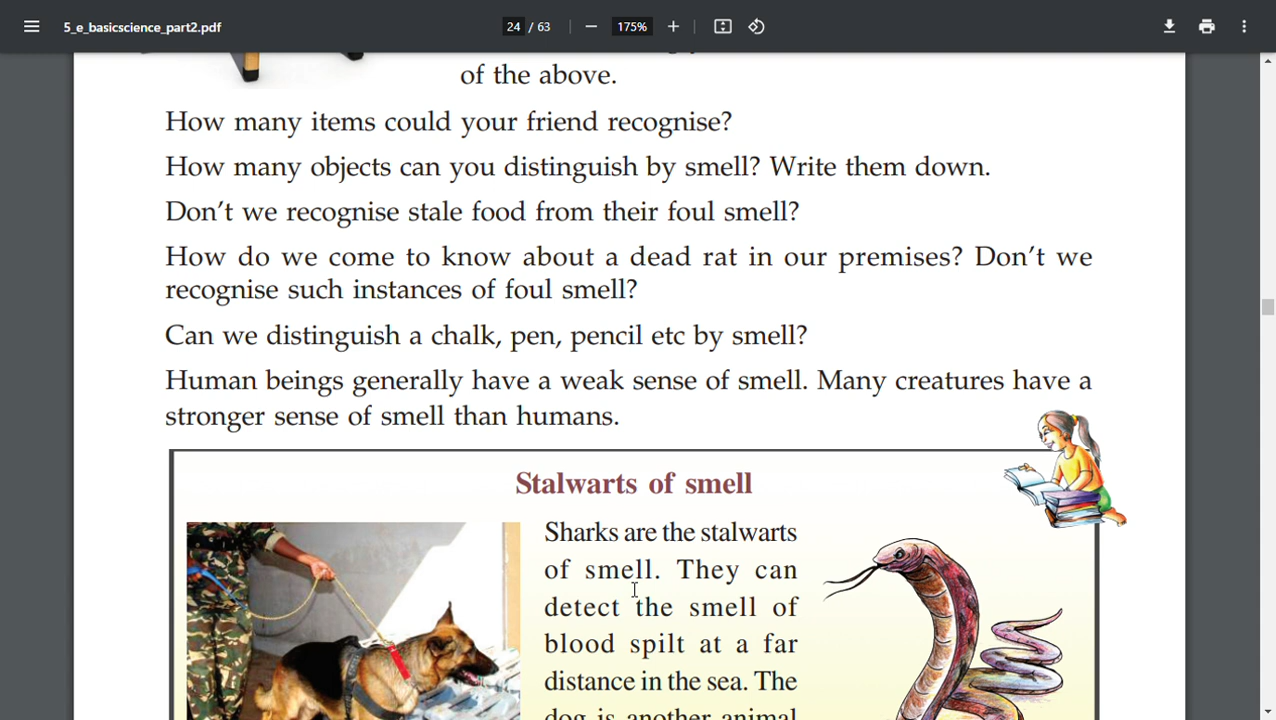 5_e_basicscience_part2.pdf
24 / 63
175%
of the above.
How many items could your friend recognise?
How many objects can you distinguish by smell? Write them down.
Don't we recognise stale food from their foul smell?
How do we come to know about a dead rat in our premises? Don't we
recognise such instances of foul smell?
Can we distinguish a chalk, pen, pencil etc by smell?
Human beings generally have a weak sense of smell. Many creatures have a
stronger sense of smell than humans.
Stalwarts of smell
Sharks are the stalwarts
of smell. They can
detect the smell of
blood spilt at a far
distance in the sea. The
dog is another animal